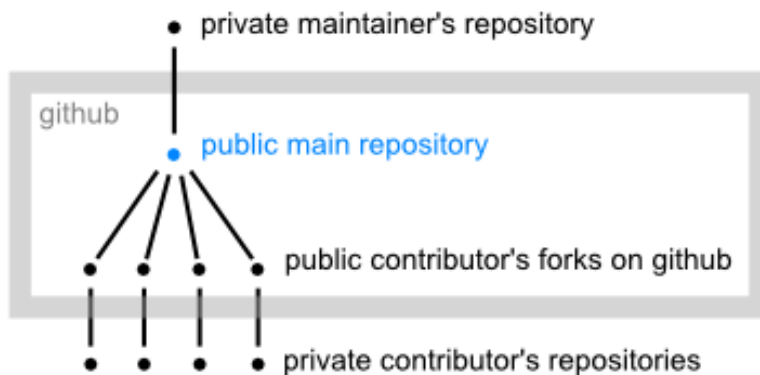 private maintainer's repository
github
public main repository
public contributor's forks on github
private contributor's repositories